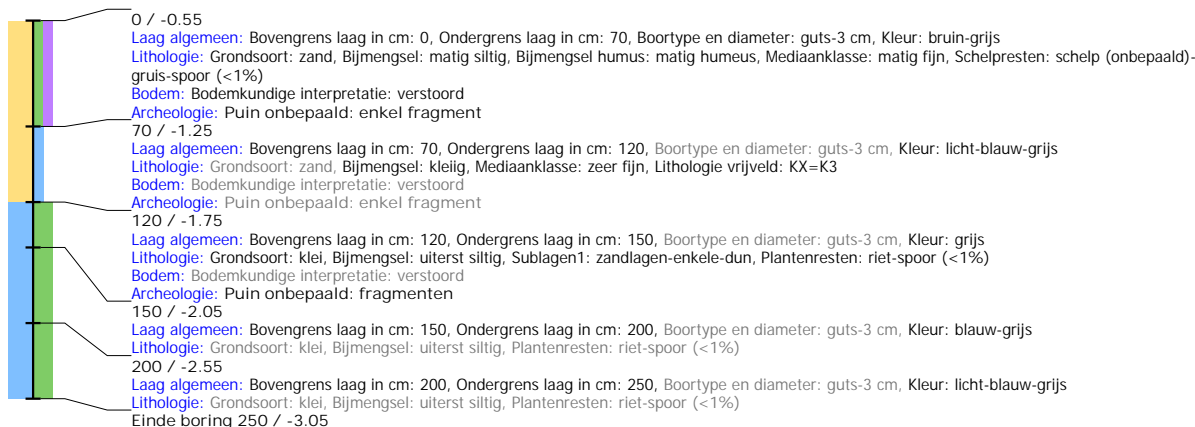 0 / -0.55
Laag algemeen: Bovengrens laag in cm: 0, Ondergrens laag in cm: 70, Boortype en diameter: guts-3 cm, Kleur: bruin-grijs
Lithologie: Grondsoort: zand, Bijmengsel: matig siltig, Bijmengsel humus: matig humeus, Mediaanklasse: matig fijn, Schelpresten: schelp (onbepaald)-
gruis-spoor (<1%)
Bodem: Bodemkundige interpretatie: verstoord
Archeologie: Puin onbepaald: enkel fragment
70 / -1.25
Laag algemeen: Bovengrens laag in cm: 70, Ondergrens laag in cm: 120, Boortype en diameter: guts-3 cm, Kleur: licht-blauw-grijs
Lithologie: Grondsoort: zand, Bijmengsel: kleiig, Mediaanklasse: zeer fijn, Lithologie vrijveld: KX=K3
Bodem: Bodemkundige interpretatie: verstoord
Archeologie: Puin onbepaald: enkel fragment
120 / -1.75
Laag algemeen: Bovengrens laag in cm: 120, Ondergrens laag in cm: 150, Boortype en diameter: guts-3 cm, Kleur: grijs
Lithologie: Grondsoort: klei, Bijmengsel: uiterst siltig, Sublagen1: zandlagen-enkele-dun, Plantenresten: riet-spoor (<1%)
Bodem: Bodemkundige interpretatie: verstoord
Archeologie: Puin onbepaald: fragmenten
150 / -2.05
Laag algemeen: Bovengrens laag in cm: 150, Ondergrens laag in cm: 200, Boortype en diameter: guts-3 cm, Kleur: blauw-grijs
Lithologie: Grondsoort: klei, Bijmengsel: uiterst siltig, Plantenresten: riet-spoor (<1%)
200 / -2.55
Laag algemeen: Bovengrens laag in cm: 200, Ondergrens laag in cm: 250, Boortype en diameter: guts-3 cm, Kleur: licht-blauw-grijs
Lithologie: Grondsoort: klei, Bijmengsel: uiterst siltig, Plantenresten: riet-spoor (<1%)
Einde boring 250 / -3.05